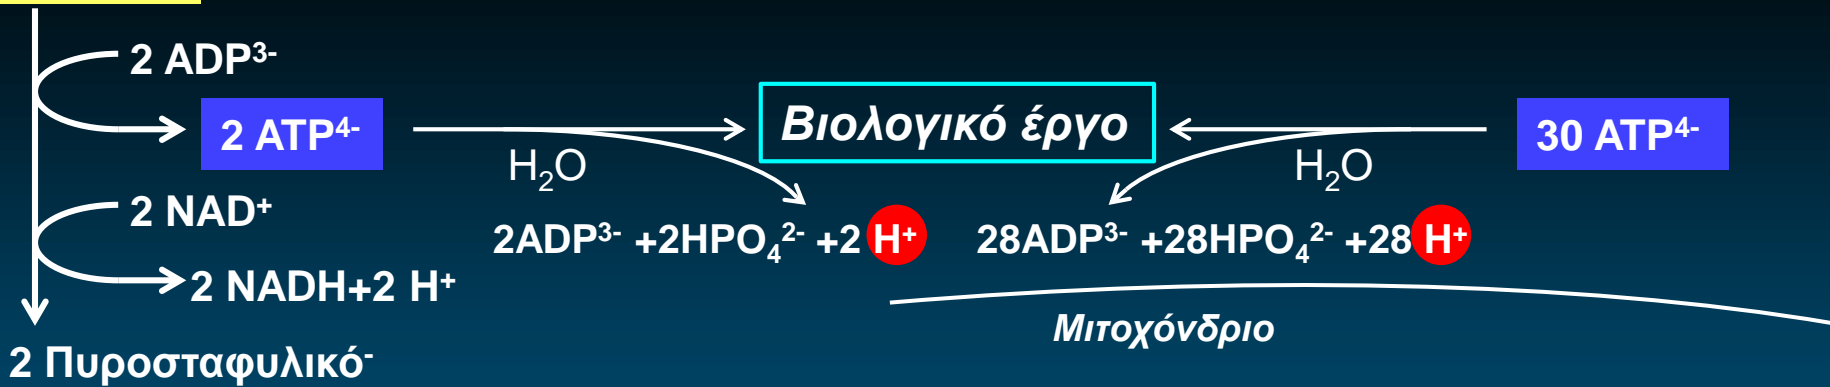 2 ADP³⁻
2 ATP⁴⁻
Βιολογικό έργο
30 ATP⁴⁻
H₂O
H₂O
2 NAD⁺
2ADP³⁻ +2HPO₄²⁻ +2 H⁺
28ADP³⁻ +28HPO₄²⁻ +28 H⁺
2 NADH+2 H⁺
Μιτοχόνδριο
2 Πυροσταφυλικό⁻